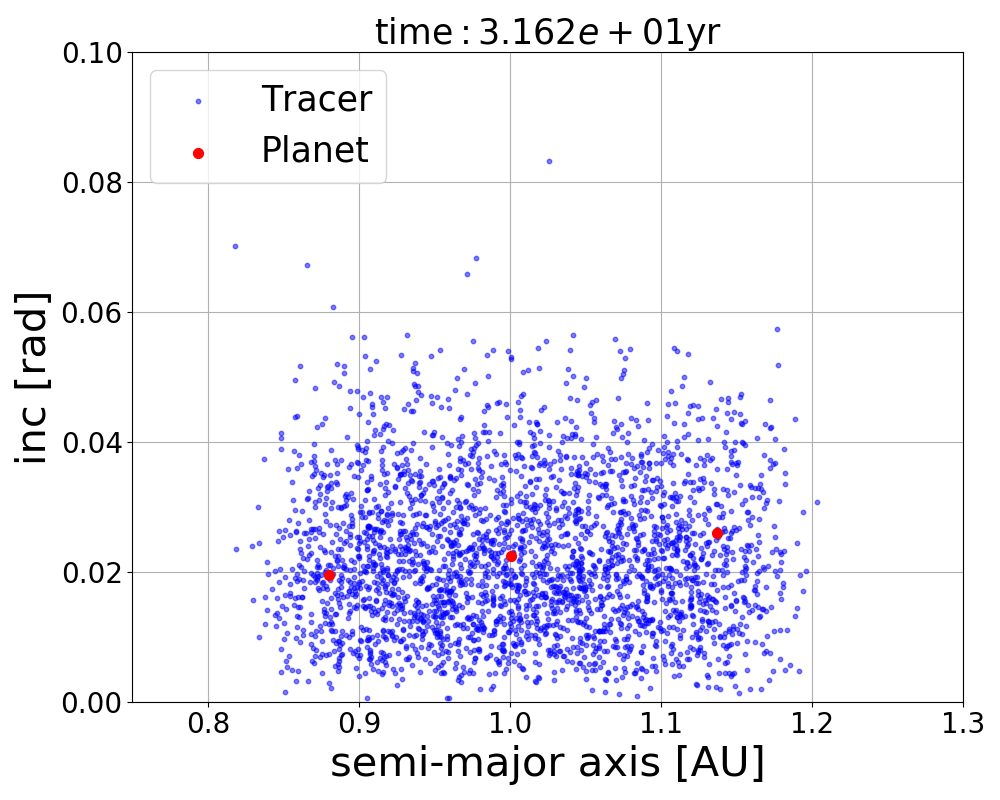 time : 3.162e + 01yr
0.10
0.08
0.06
0.04
0.02
0.00
inc [rad]
Tracer
Planet
0.8 0.9 1.0 1.1 1.2 1.3
semi-major axis [AU]